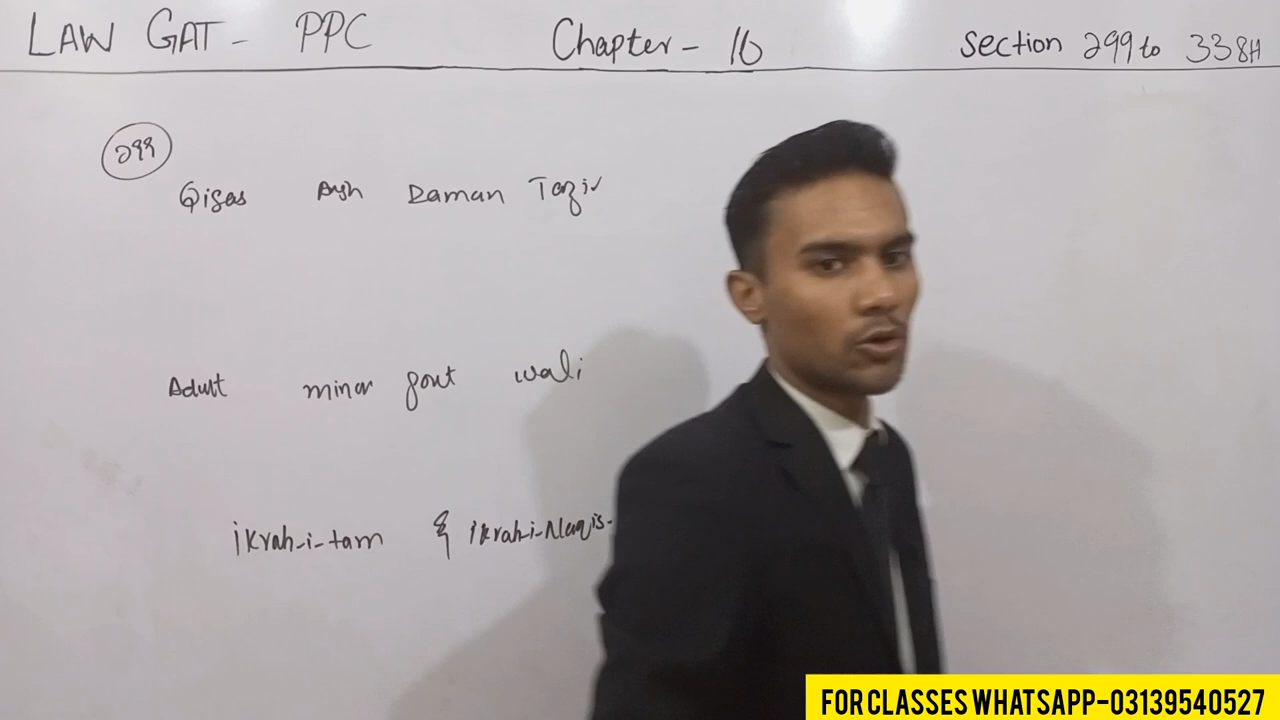 LAW GAT - PPC Chapter - 16 Section 299 to 338H
299
Qisas Arsh Daman Tazir
Adult minor govt wali
ikrah-i-tam & ikrah-i-Naqis-
FOR CLASSES WHATSAPP-03139540527